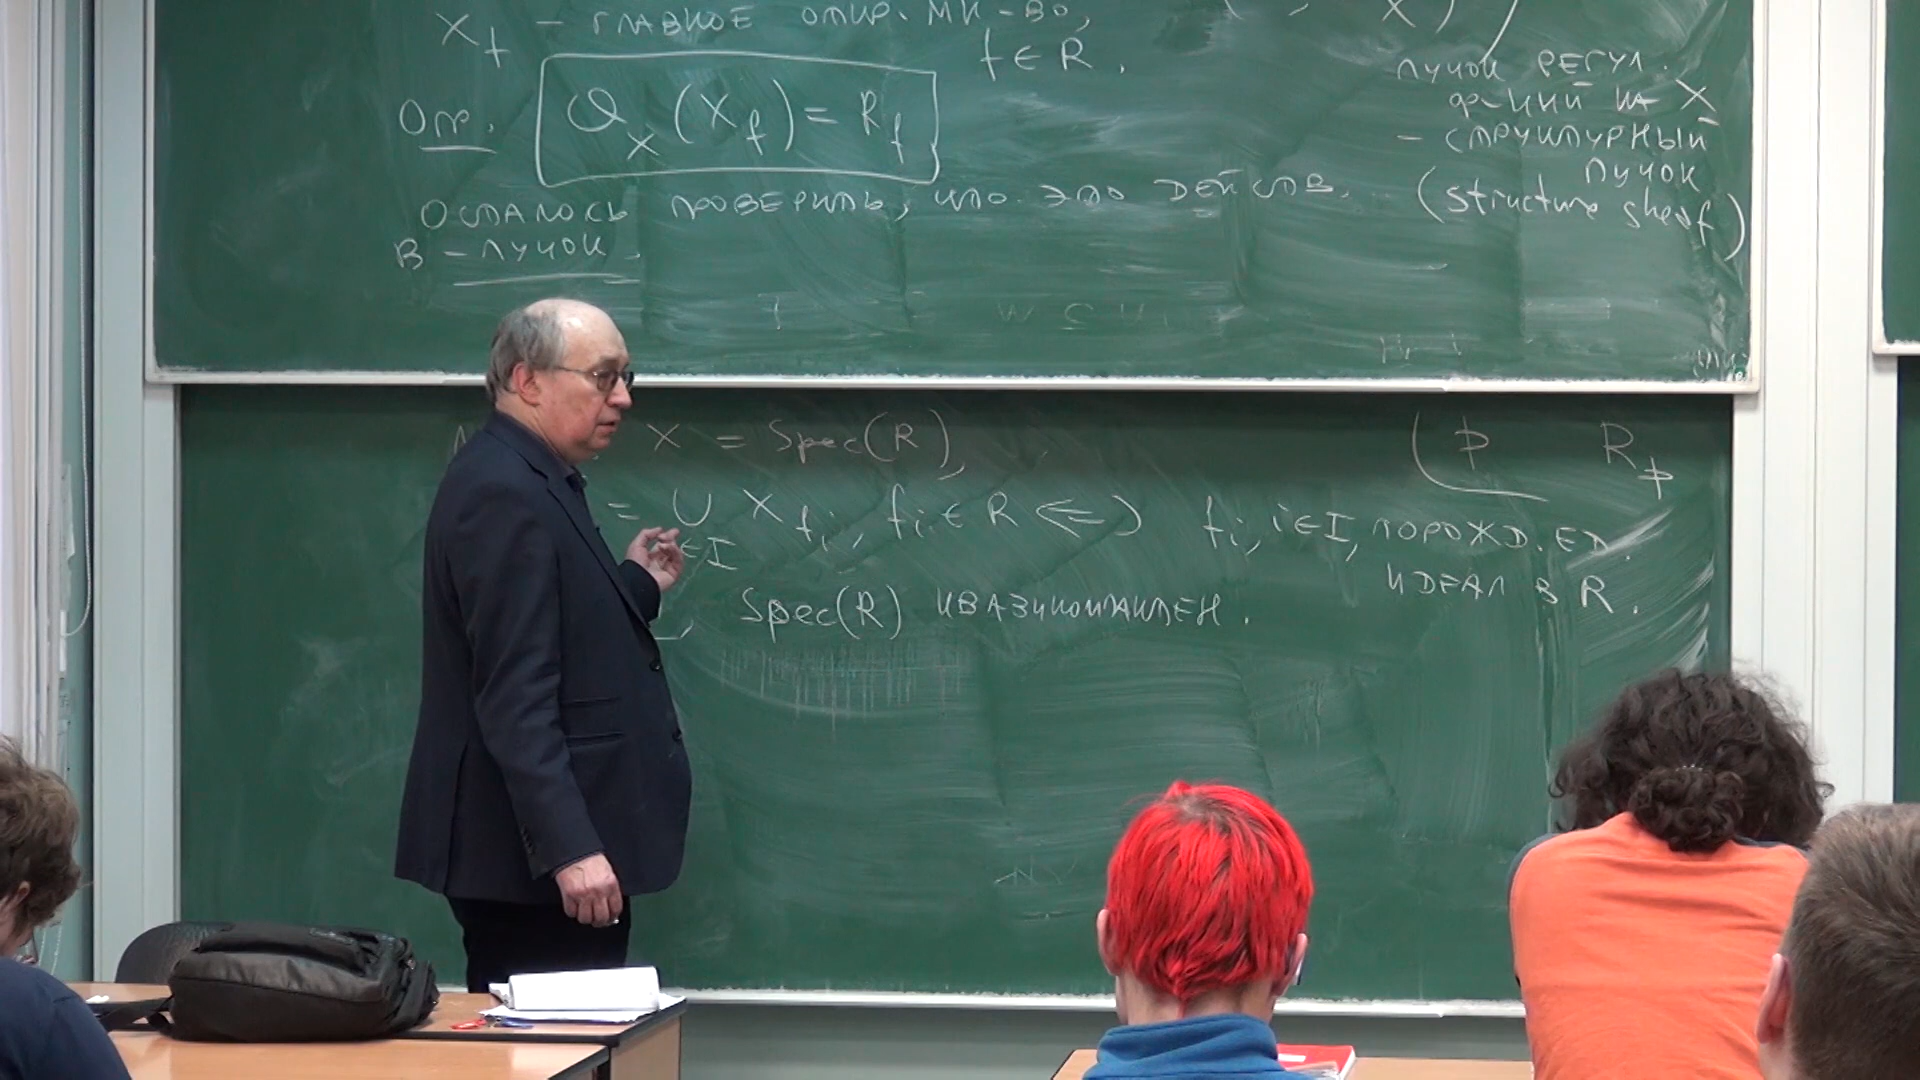 X_f – главное откр. мн-во,
f ∈ R.
Опр. O_X(X_f) = R_f
Осталось проверить, что это действ.
B – пучок.
X)
пучок регул.
ф-ций на X
– структурный
пучок
(structure sheaf)
X = Spec(R),
= ∪ X_{f_i}, f_i ∈ R ⇔ f_i, i ∈ I, порожд. ед.
∈ I
идеал в R.
Spec(R) квазикомпактен.
𝔭 R_𝔭